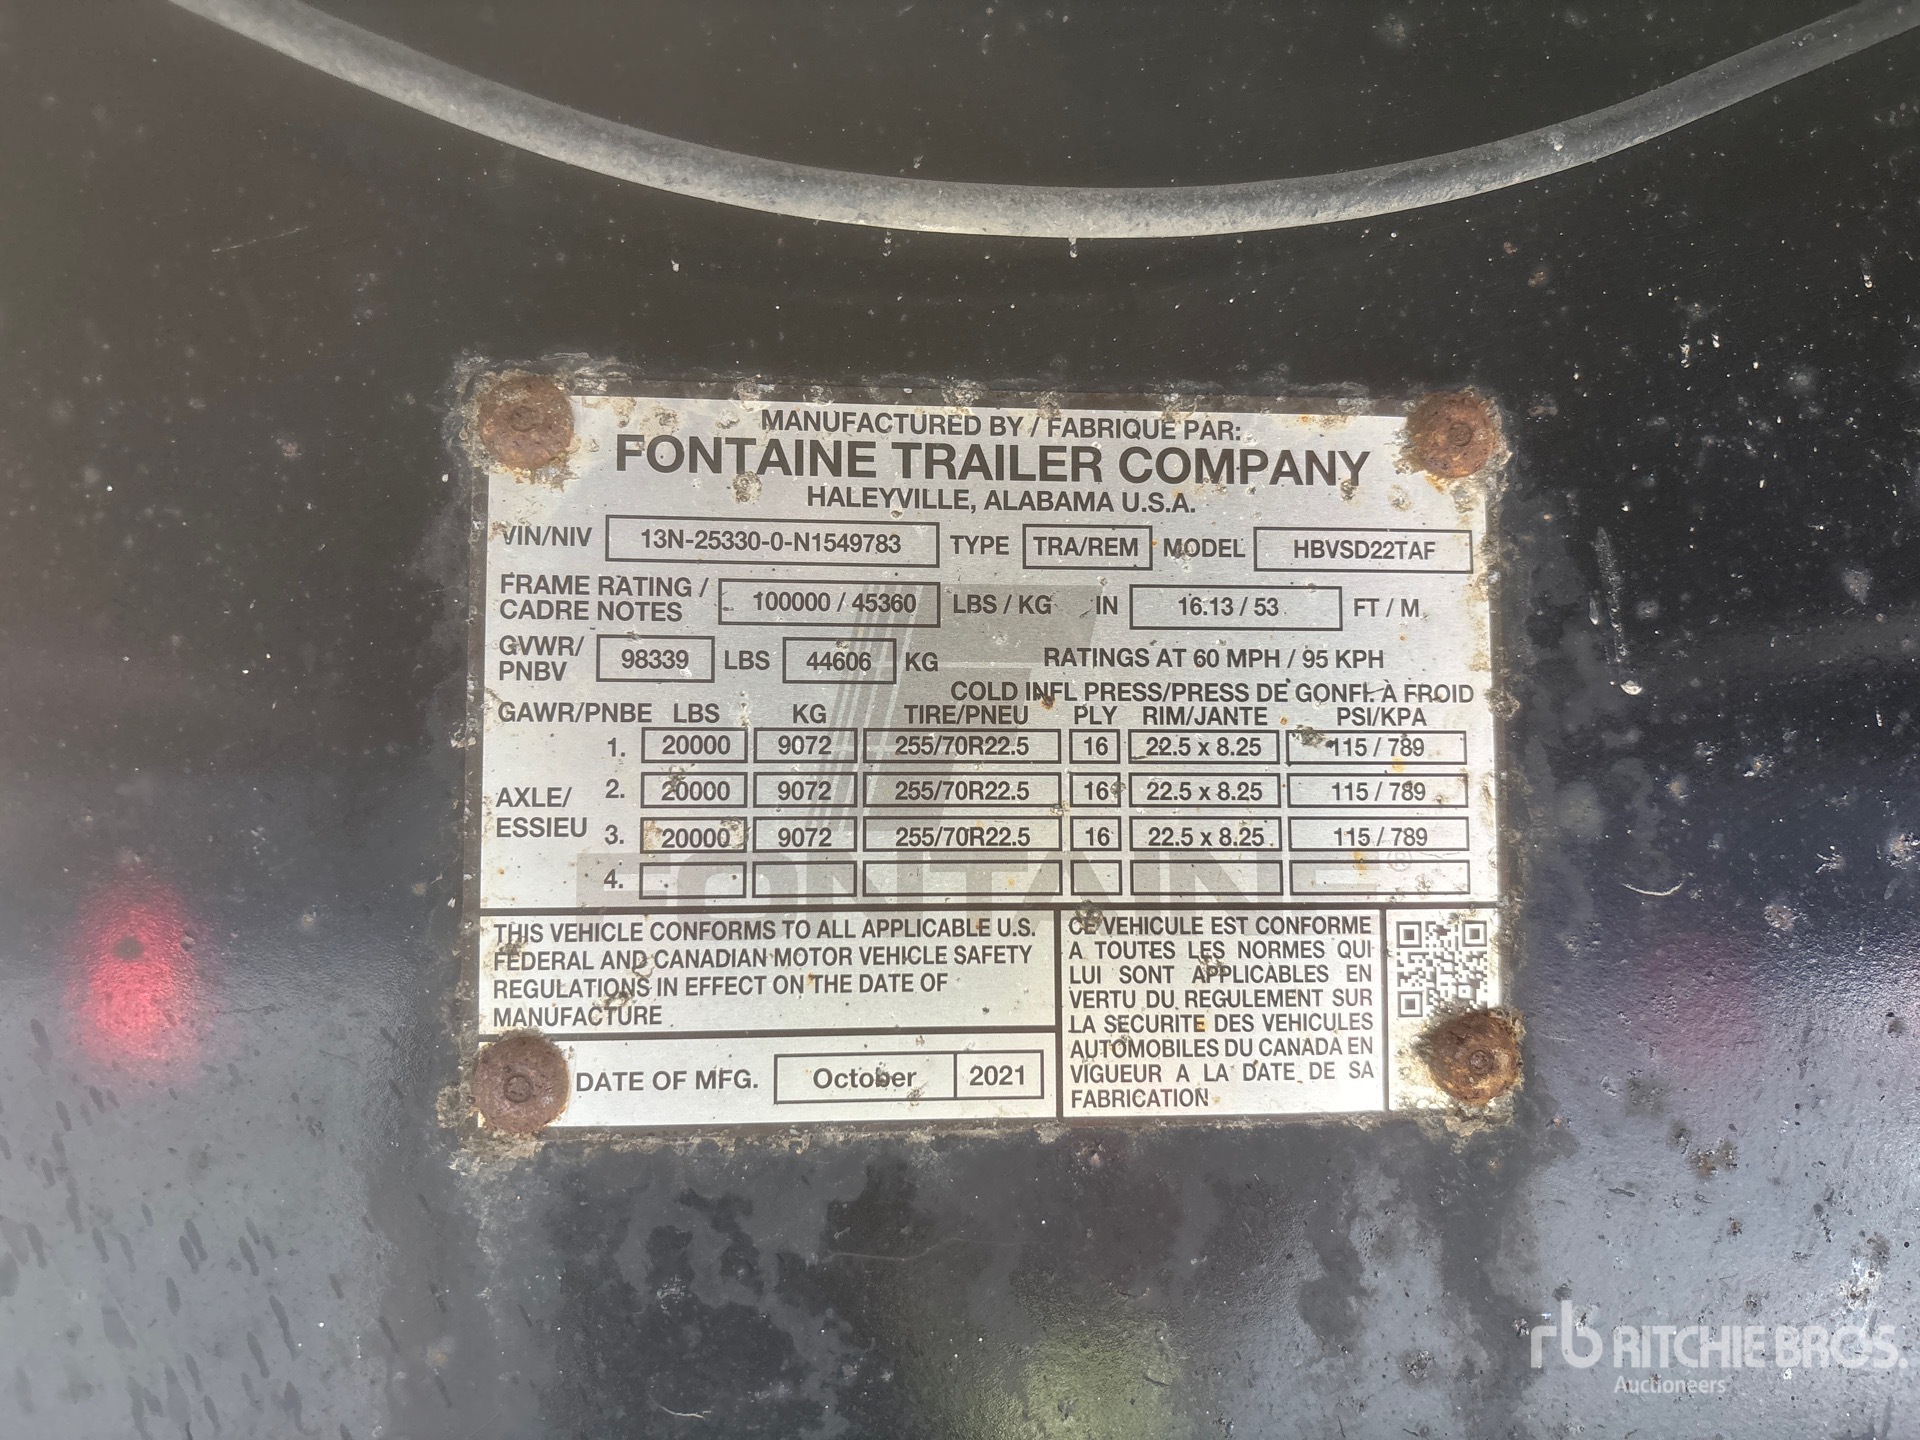 MANUFACTURED BY / FABRIQUE PAR:
FONTAINE TRAILER COMPANY
HALEYVILLE, ALABAMA U.S.A.
VIN/NIV 13N-25330-0-N1549783 TYPE TRA/REM MODEL HBVSD22TAF
FRAME RATING / CADRE NOTES 100000 / 45360 LBS / KG IN 16.13 / 53 FT / M
GVWR/ PNBV 98339 LBS 44606 KG RATINGS AT 60 MPH / 95 KPH
COLD INFL PRESS/PRESS DE GONFL À FROID
GAWR/PNBE LBS KG TIRE/PNEU PLY RIM/JANTE PSI/KPA
AXLE/ ESSIEU
1. 20000 9072 255/70R22.5 16 22.5 x 8.25 115 / 789
2. 20000 9072 255/70R22.5 16 22.5 x 8.25 115 / 789
3. 20000 9072 255/70R22.5 16 22.5 x 8.25 115 / 789
4.
FONTAINE ®
THIS VEHICLE CONFORMS TO ALL APPLICABLE U.S.
FEDERAL AND CANADIAN MOTOR VEHICLE SAFETY
REGULATIONS IN EFFECT ON THE DATE OF
MANUFACTURE
DATE OF MFG. October 2021
CE VEHICULE EST CONFORME
A TOUTES LES NORMES QUI
LUI SONT APPLICABLES EN
VERTU DU REGULEMENT SUR
LA SECURITE DES VEHICULES
AUTOMOBILES DU CANADA EN
VIGUEUR A LA DATE DE SA
FABRICATION
rb RITCHIE BROS.
Auctioneers